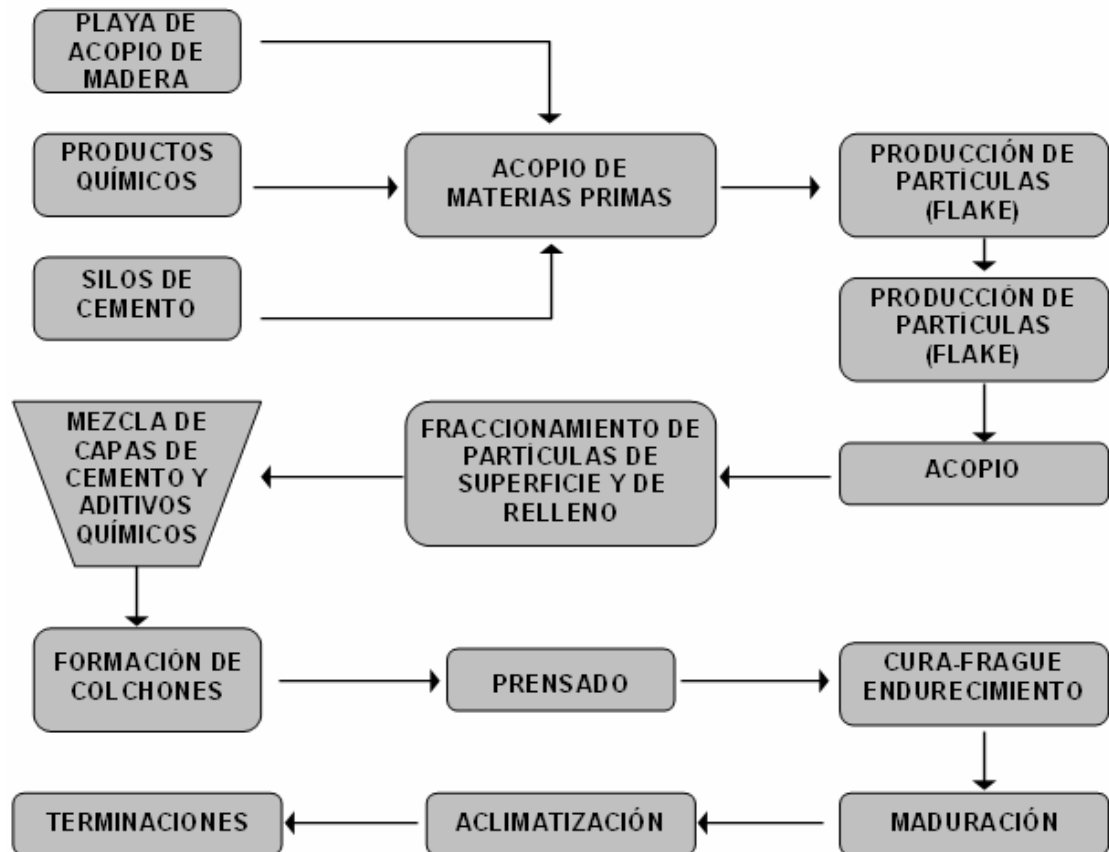 PLAYA DE
ACOPIO DE
MADERA
PRODUCTOS
QUÍMICOS
SILOS DE
CEMENTO
ACOPIO DE
MATERIAS PRIMAS
PRODUCCIÓN DE
PARTÍCULAS
(FLAKE)
PRODUCCIÓN DE
PARTÍCULAS
(FLAKE)
ACOPIO
FRACCIONAMIENTO DE
PARTÍCULAS DE
SUPERFICIE Y DE
RELLENO
MEZCLA DE
CAPAS DE
CEMENTO Y
ADITIVOS
QUÍMICOS
FORMACIÓN DE
COLCHONES
PRENSADO
CURA-FRAGUE
ENDURECIMIENTO
MADURACIÓN
ACLIMATIZACIÓN
TERMINACIONES